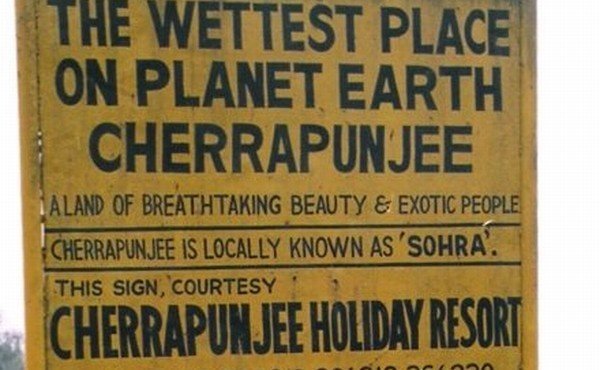 THE WETTEST PLACE
ON PLANET EARTH
CHERRAPUNJEE
A LAND OF BREATHTAKING BEAUTY & EXOTIC PEOPLE
CHERRAPUNJEE IS LOCALLY KNOWN AS 'SOHRA'.
THIS SIGN, COURTESY
CHERRAPUNJEE HOLIDAY RESORT